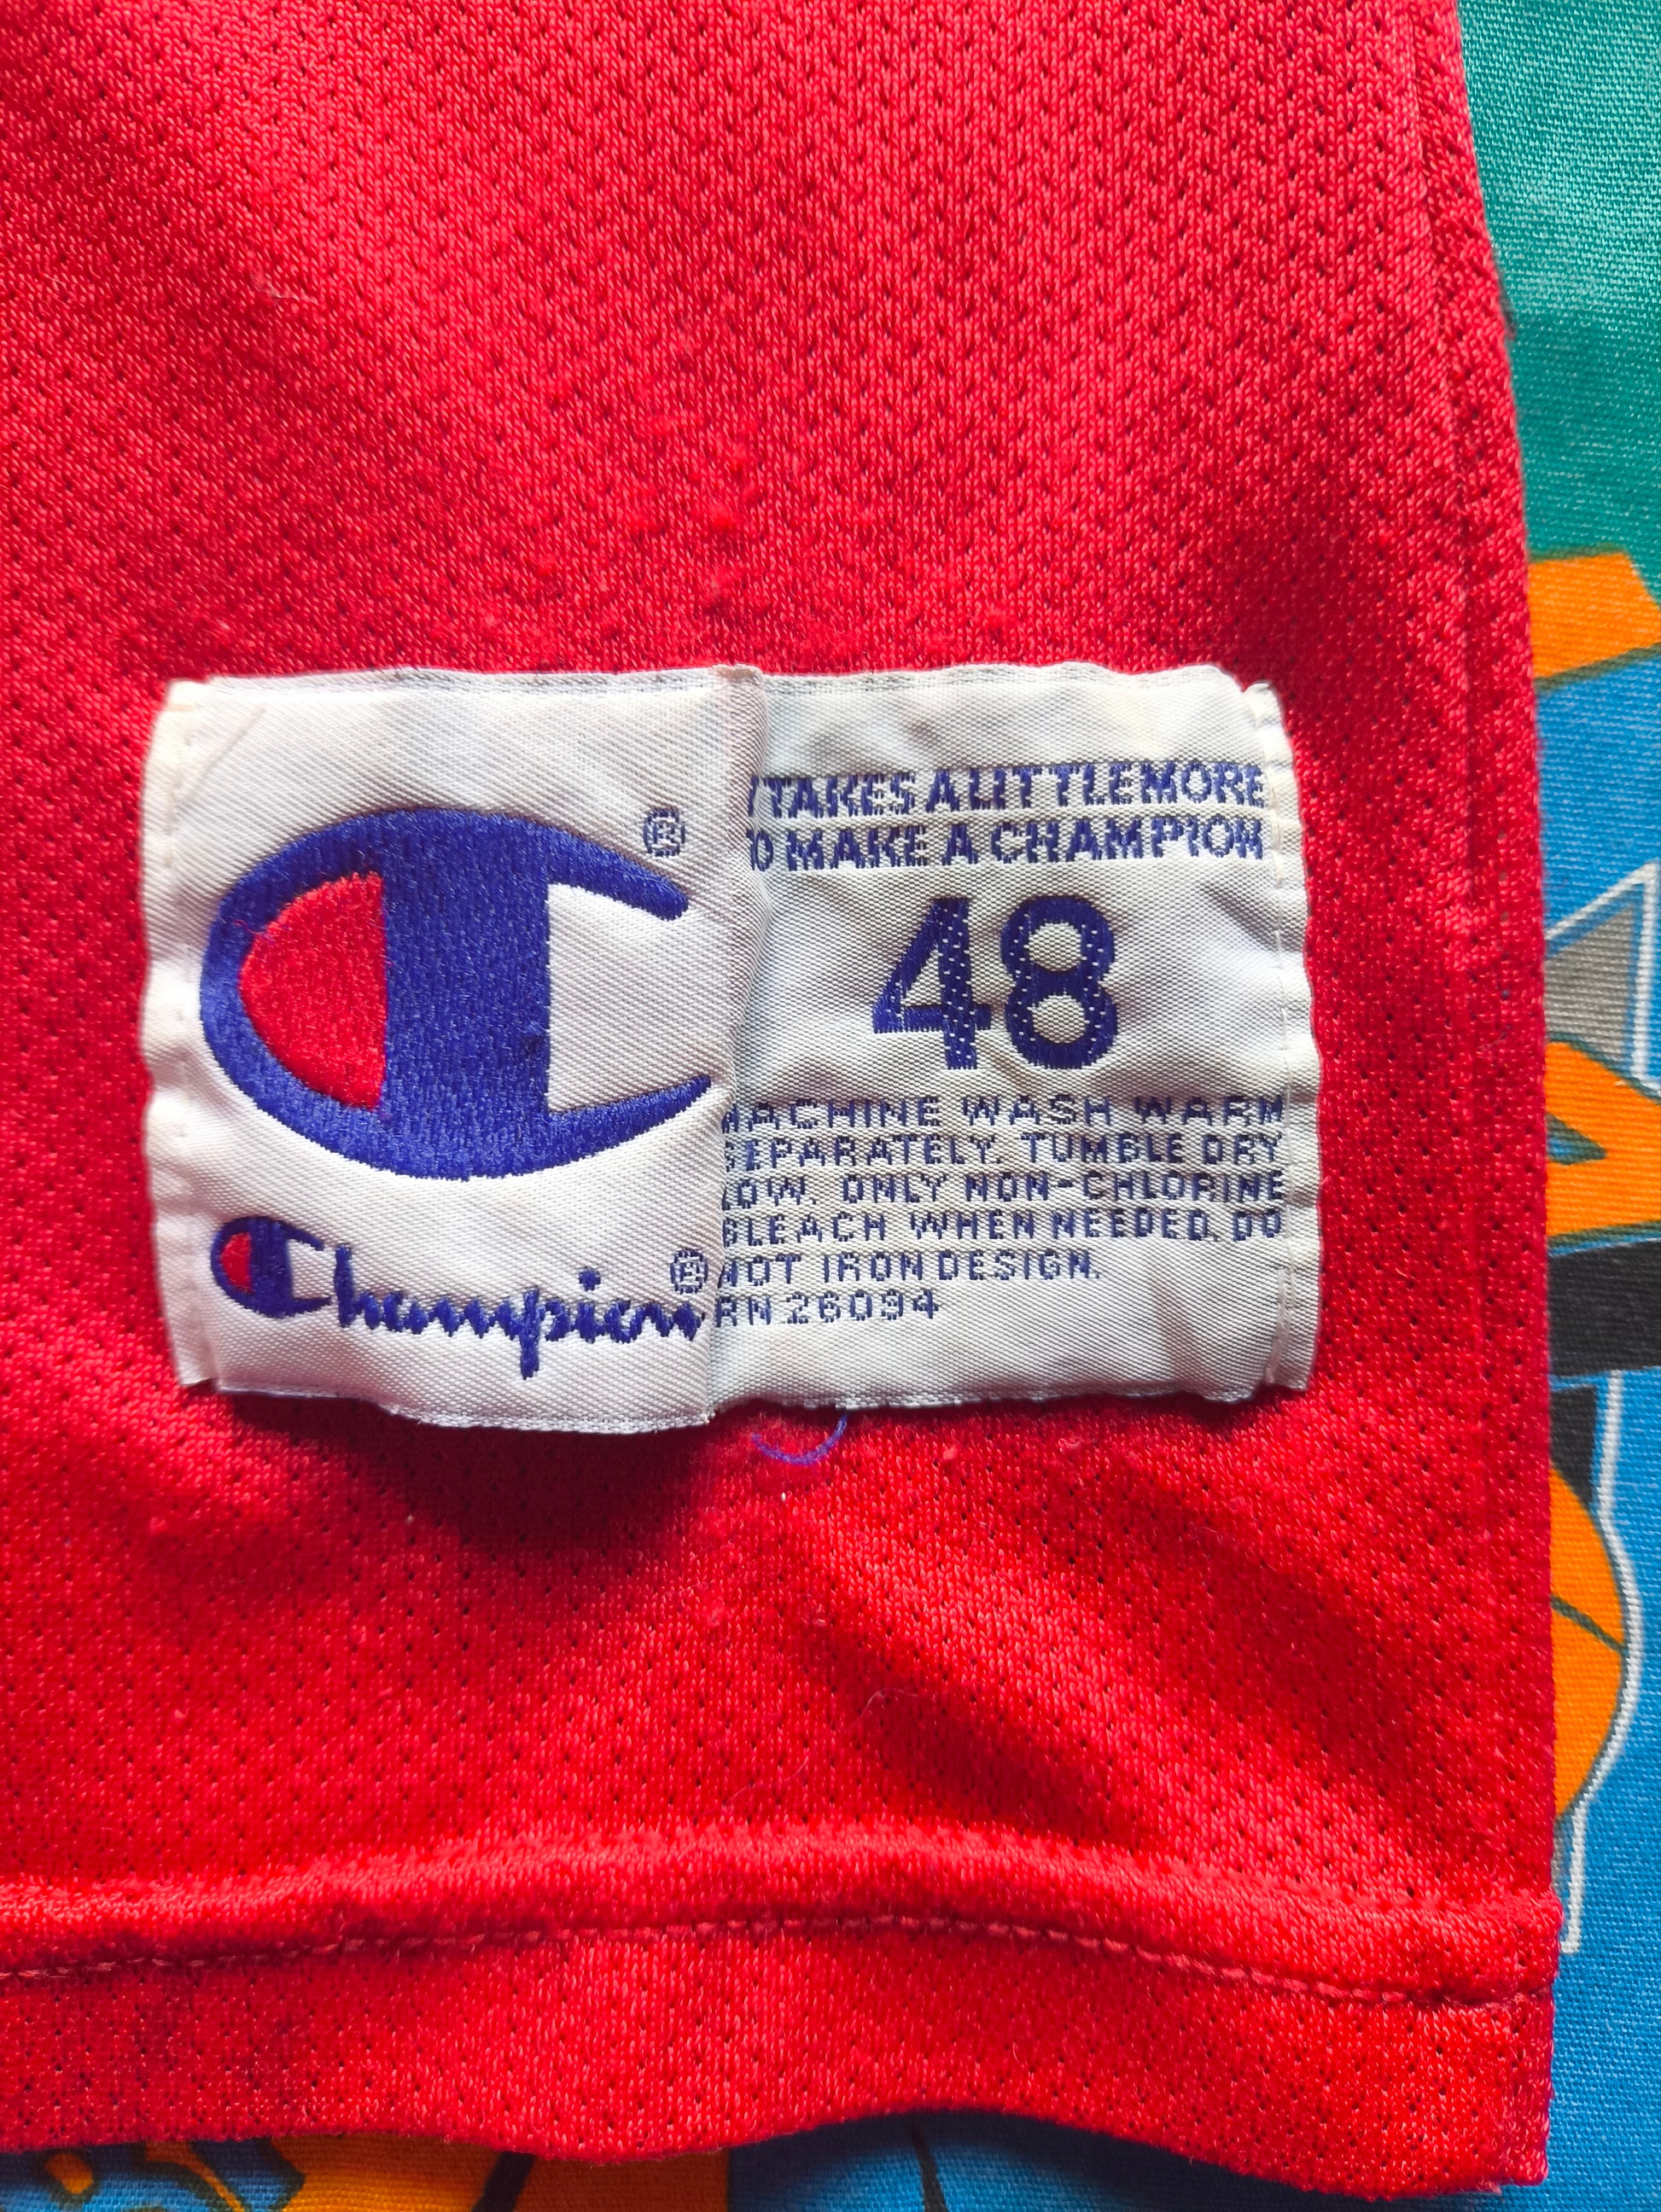 ®
Champion®
TAKES A LITTLE MORE
TO MAKE A CHAMPION
48
MACHINE WASH WARM
SEPARATELY. TUMBLE DRY
LOW. ONLY NON-CHLORINE
BLEACH WHEN NEEDED. DO
NOT IRON DESIGN.
RN 26094